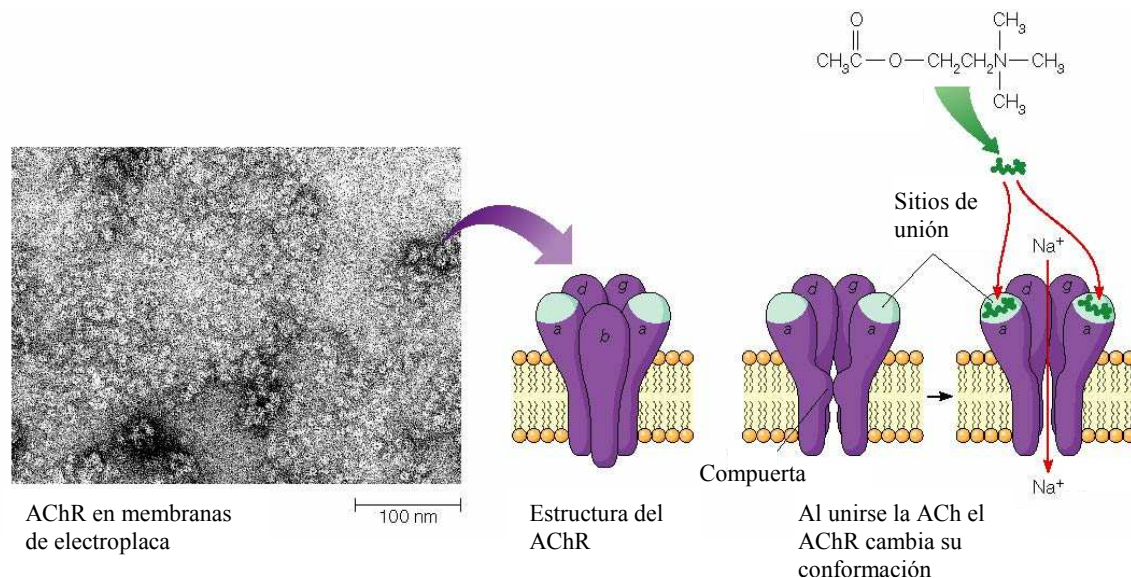 O
CH₃C—O—CH₂CH₂N—CH₃
CH₃
CH₃
Sitios de
unión
Na⁺
d g
a b a
d g
a a
d g
a a
Compuerta
Na⁺
100 nm
AChR en membranas
de electroplaca
Estructura del
AChR
Al unirse la ACh el
AChR cambia su
conformación